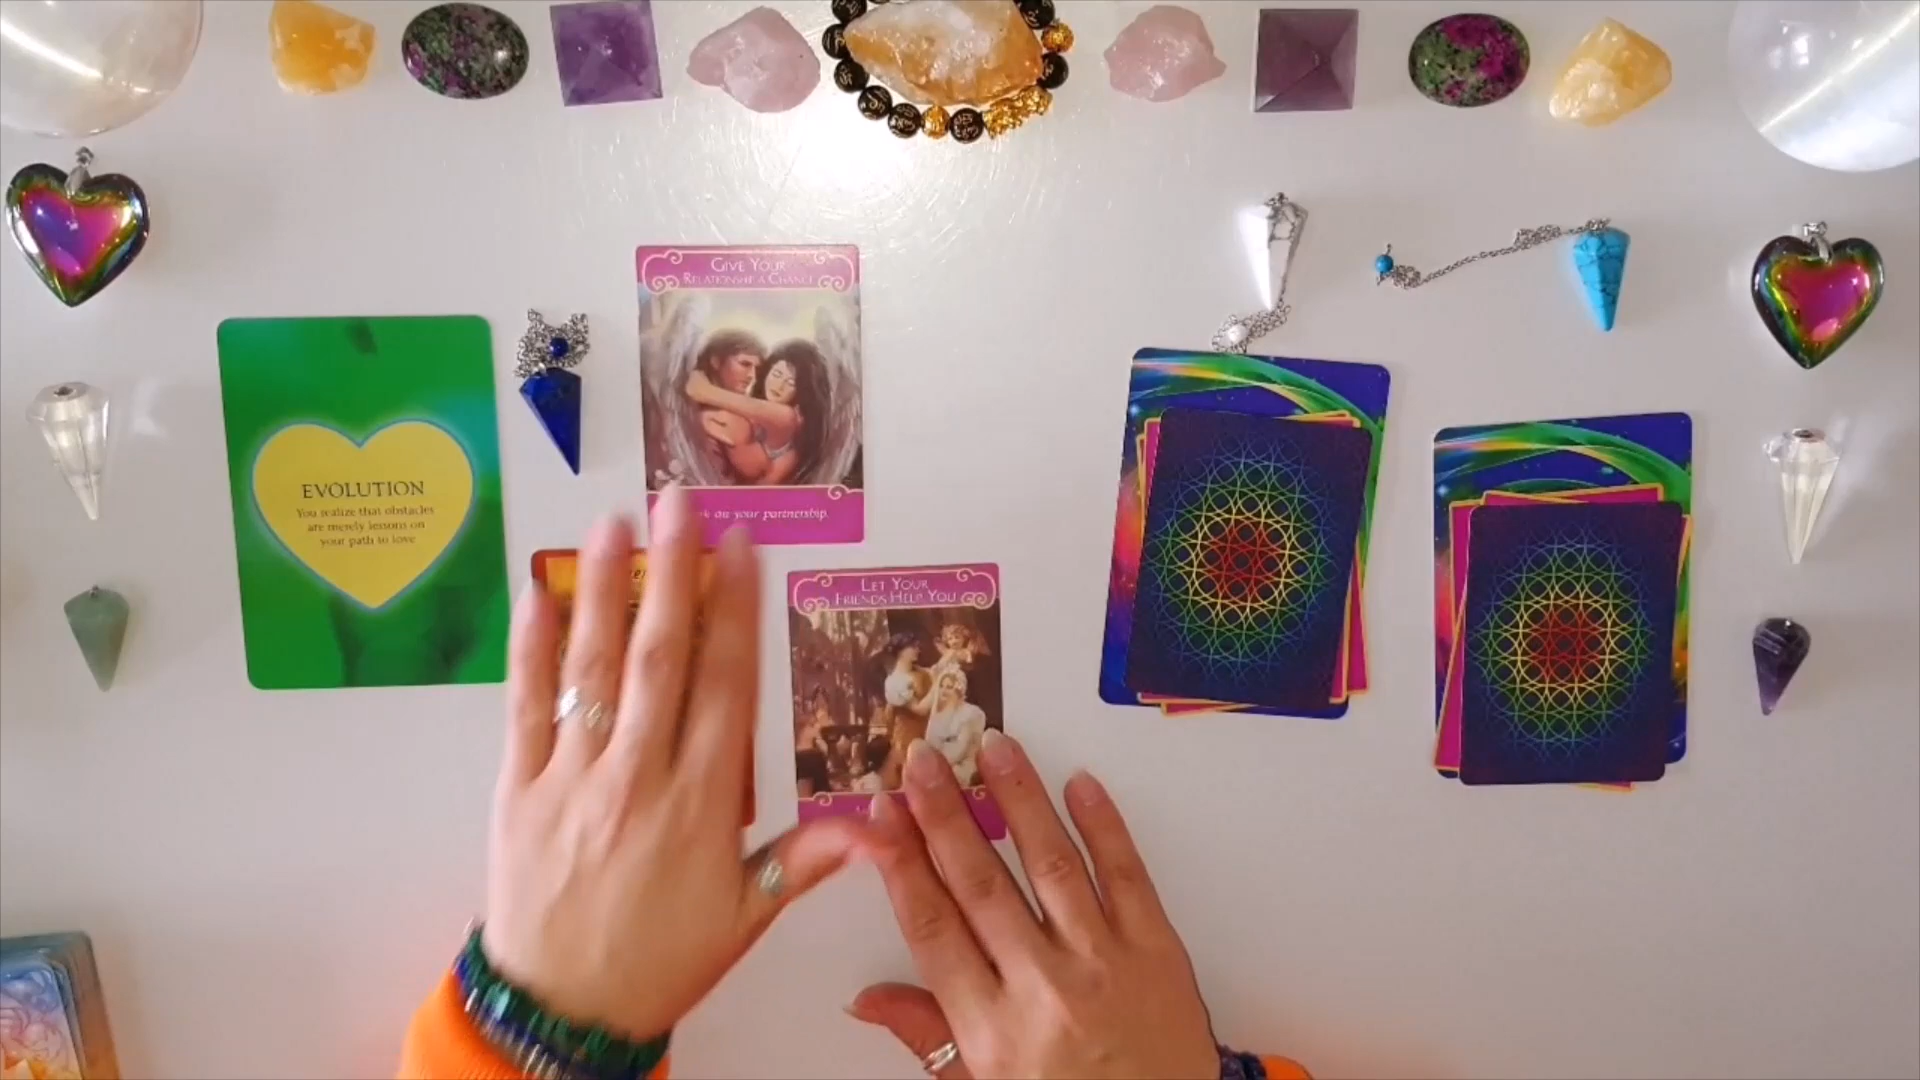 GIVE YOUR
RELATIONSHIP A CHANCE
on your partnership.
EVOLUTION
You realize that obstacles
are merely lessons on
your path to love
LET YOUR
FRIENDS HELP YOU